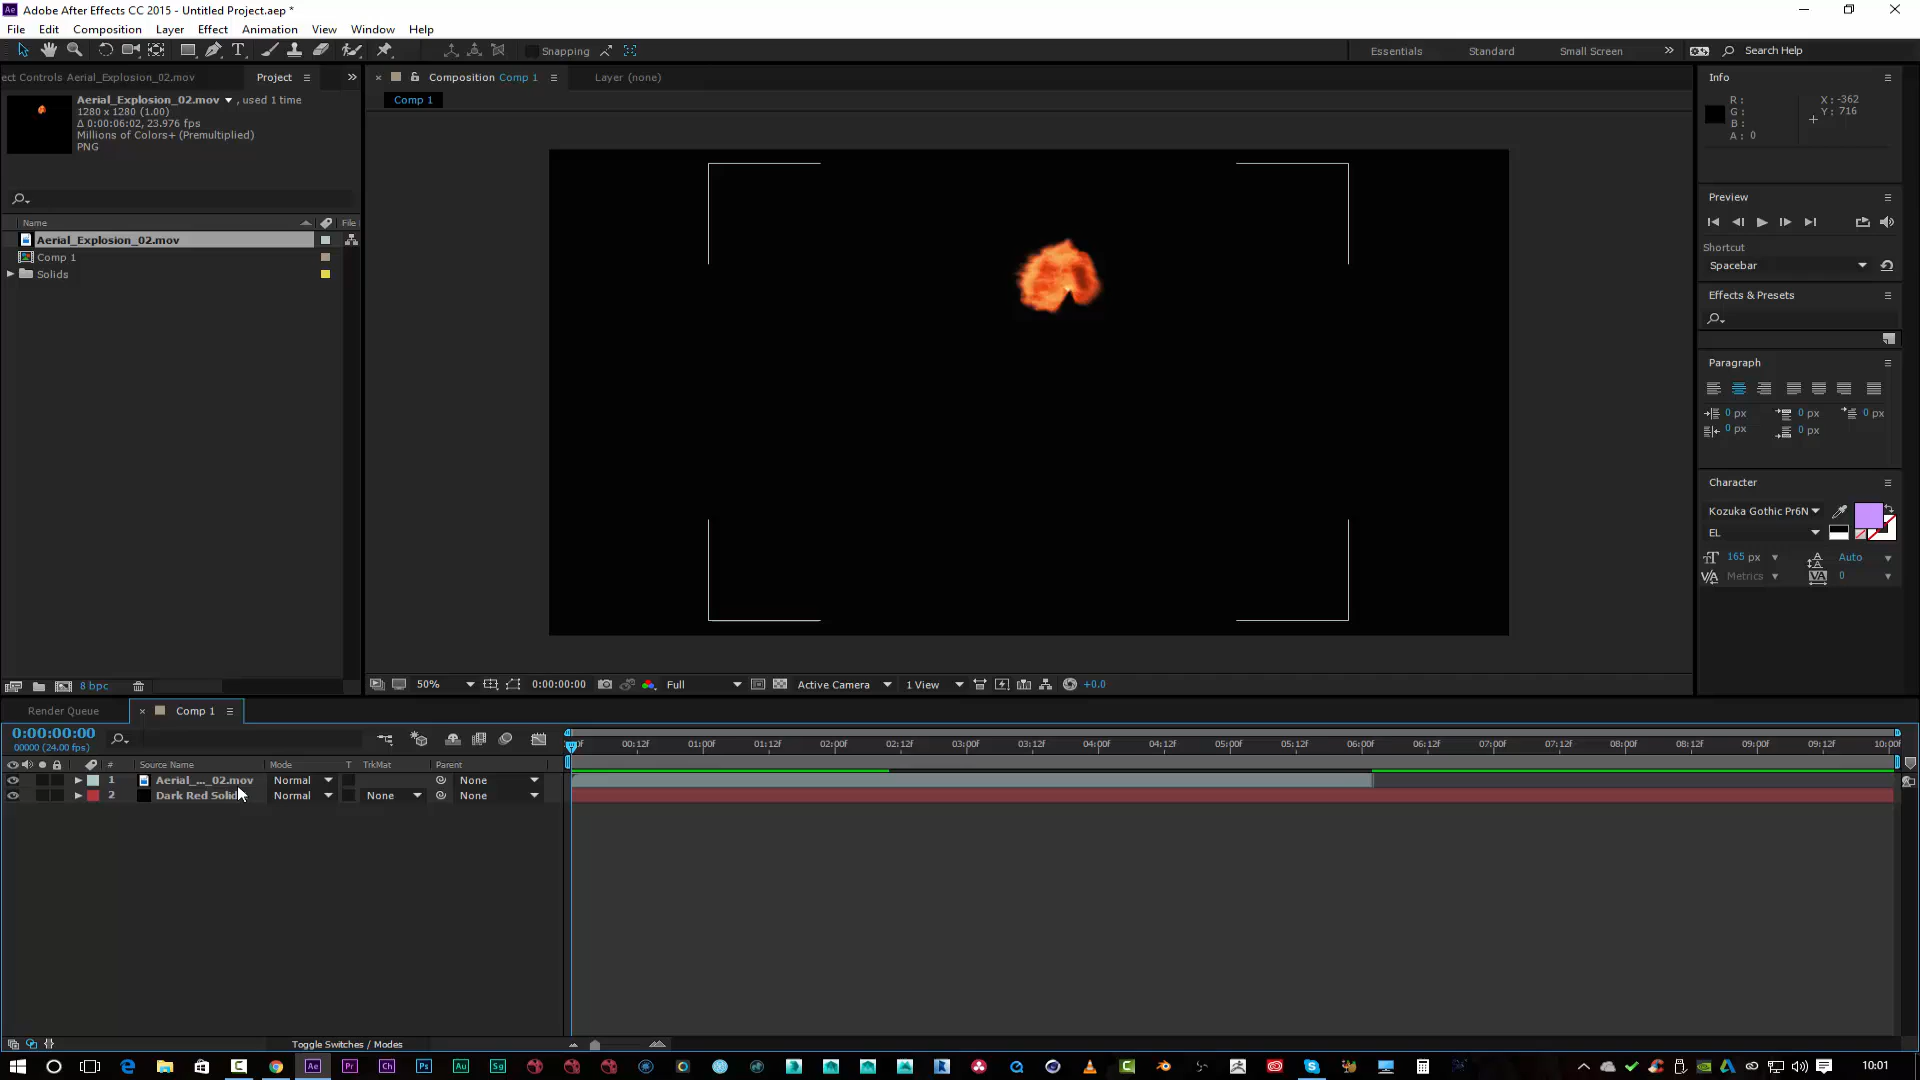 Adobe After Effects CC 2015 - Untitled Project.aep *
File Edit Composition Layer Effect Animation View Window Help
Snapping
Essentials Standard Small Screen Search Help
ect Controls Aerial_Explosion_02.mov Project
Composition Comp 1 Layer (none)
Comp 1
Aerial_Explosion_02.mov , used 1 time
1280 x 1280 (1.00)
Δ 0:00:06:02, 23.976 fps
Millions of Colors+ (Premultiplied)
PNG
Name File
Aerial_Explosion_02.mov
Comp 1
Solids
8 bpc
50% 0:00:00:00 Full Active Camera 1 View +0.0
Info
R :
G :
B :
A : 0
X : -362
Y : 716
Preview
Shortcut
Spacebar
Effects & Presets
Paragraph
0 px 0 px 0 px
0 px 0 px
Character
Kozuka Gothic Pr6N
EL
165 px Auto
Metrics 0
Render Queue Comp 1
0:00:00:00
00000 (24.00 fps)
00:12f 01:00f 01:12f 02:00f 02:12f 03:00f 03:12f 04:00f 04:12f 05:00f 05:12f 06:00f 06:12f 07:00f 07:12f 08:00f 08:12f 09:00f 09:12f 10:00f
# Source Name Mode T TrkMat Parent
1 Aerial_..._02.mov Normal None
2 Dark Red Solid Normal None None
Toggle Switches / Modes
Ae Pr Ch Ps Au Sg
10:01